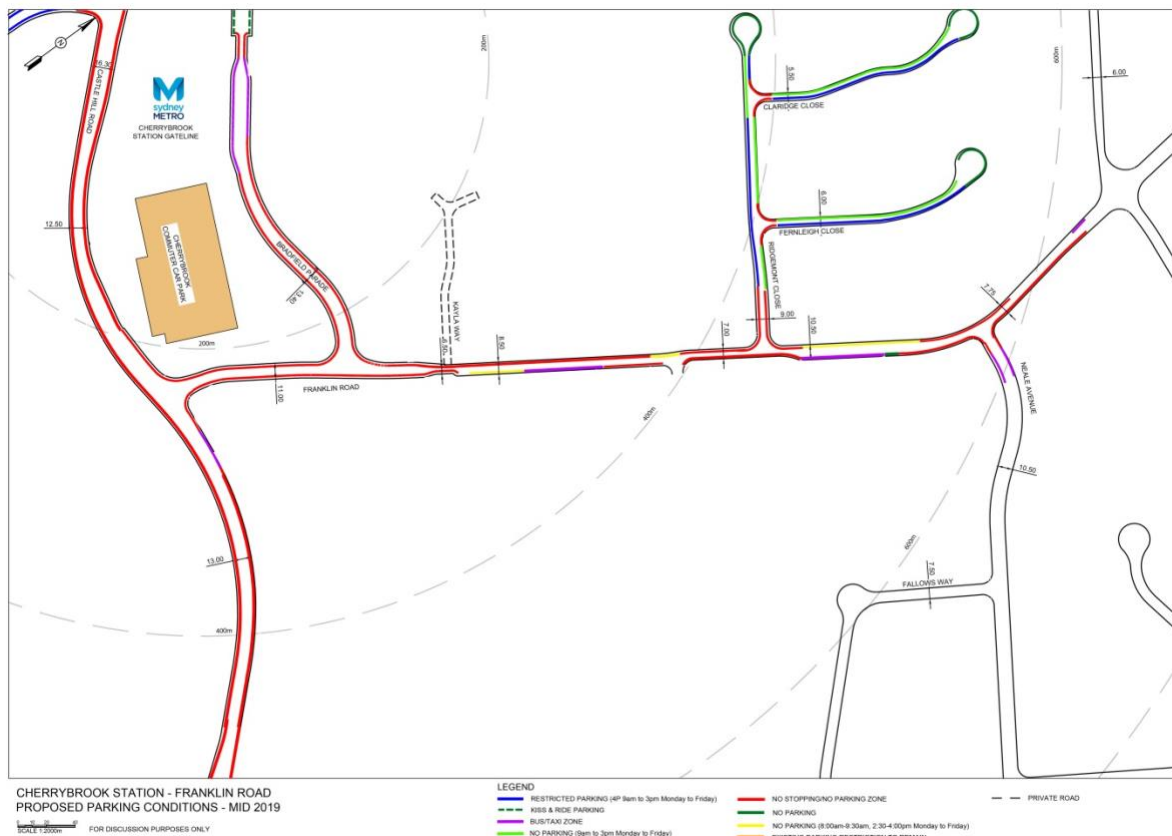 16.30
CASTLE HILL ROAD
sydney
METRO
CHERRYBROOK
STATION GATELINE
200m
600m
6.00
5.50
CLARIDGE CLOSE
12.50
CHERRYBROOK
COMMUTER CAR PARK
BRADFIELD PARADE
13.40
KAYLA WAY
6.00
FERNLEIGH CLOSE
RIDGEMONT CLOSE
9.00
7.75
200m
6.50
8.50
7.00
10.50
11.00
FRANKLIN ROAD
NEALE AVENUE
400m
10.50
13.00
600m
7.50
FALLOWS WAY
400m
CHERRYBROOK STATION - FRANKLIN ROAD
PROPOSED PARKING CONDITIONS - MID 2019
SCALE 1:2000m
FOR DISCUSSION PURPOSES ONLY
LEGEND
RESTRICTED PARKING (4P 9am to 3pm Monday to Friday)
KISS & RIDE PARKING
BUS/TAXI ZONE
NO PARKING (9am to 3pm Monday to Friday)
NO STOPPING/NO PARKING ZONE
NO PARKING
NO PARKING (8:00am-9:30am, 2:30-4:00pm Monday to Friday)
PRIVATE ROAD